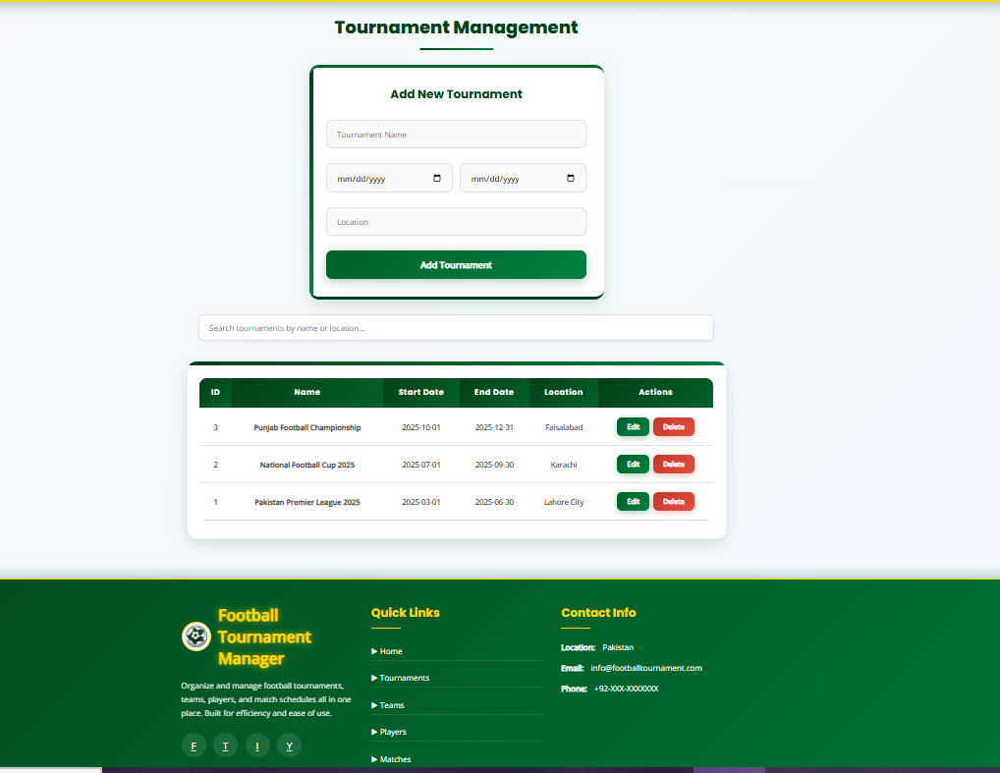 Tournament Management
Add New Tournament
Tournament Name
mm/dd/yyyy mm/dd/yyyy
Location
Add Tournament
Search tournaments by name or location...
ID Name Start Date End Date Location Actions
3 Punjab Football Championship 2025-10-01 2025-12-31 Faisalabad Edit Delete
2 National Football Cup 2025 2025-07-01 2025-09-30 Karachi Edit Delete
1 Pakistan Premier League 2025 2025-03-01 2025-06-30 Lahore City Edit Delete
Football
Tournament
Manager
Organize and manage football tournaments,
teams, players, and match schedules all in one
place. Built for efficiency and ease of use.
F T I Y
Quick Links
▶ Home
▶ Tournaments
▶ Teams
▶ Players
▶ Matches
Contact Info
Location: Pakistan
Email: info@footballtournament.com
Phone: +92-XXX-XXXXXXX